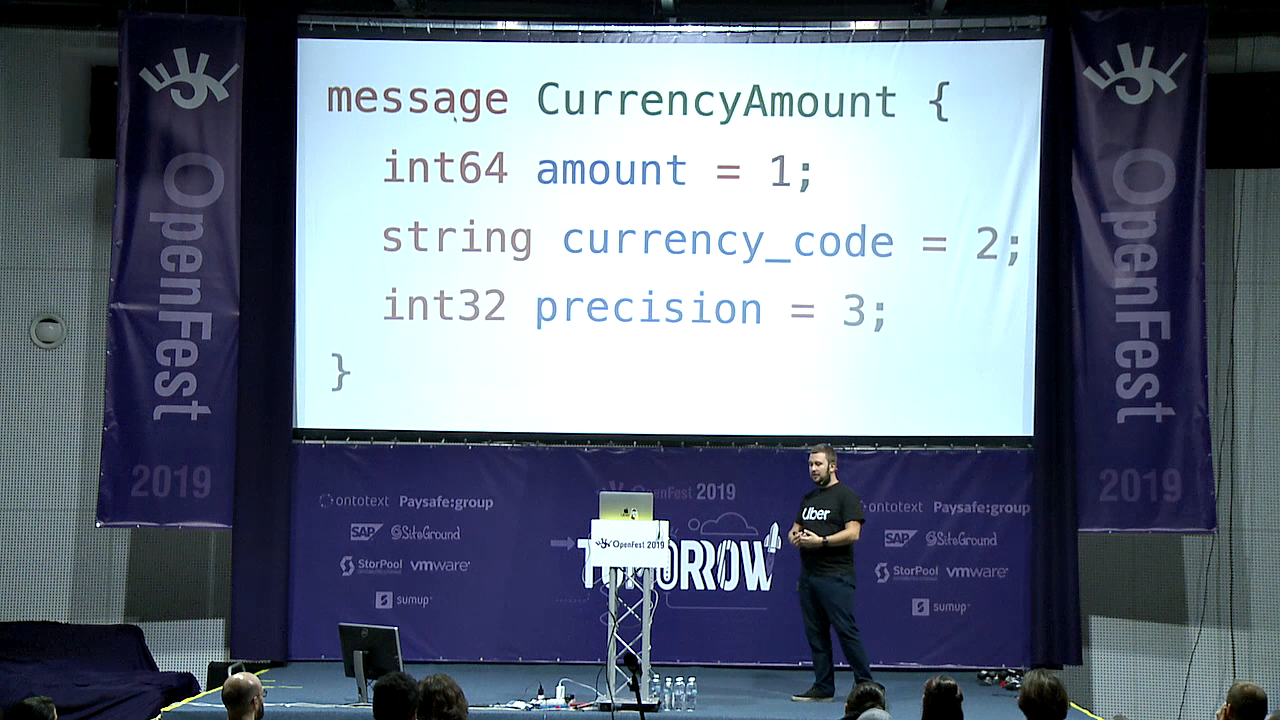 message CurrencyAmount {
int64 amount = 1;
string currency_code = 2;
int32 precision = 3;
}
OpenFest
2019
OpenFest
2019
OpenFest 2019
ontotext Paysafe:group
SAP SiteGround
StorPool vmware
sumup
OpenFest 2019
Uber
ontotext Paysafe:group
SAP SiteGround
StorPool vmware
sumup